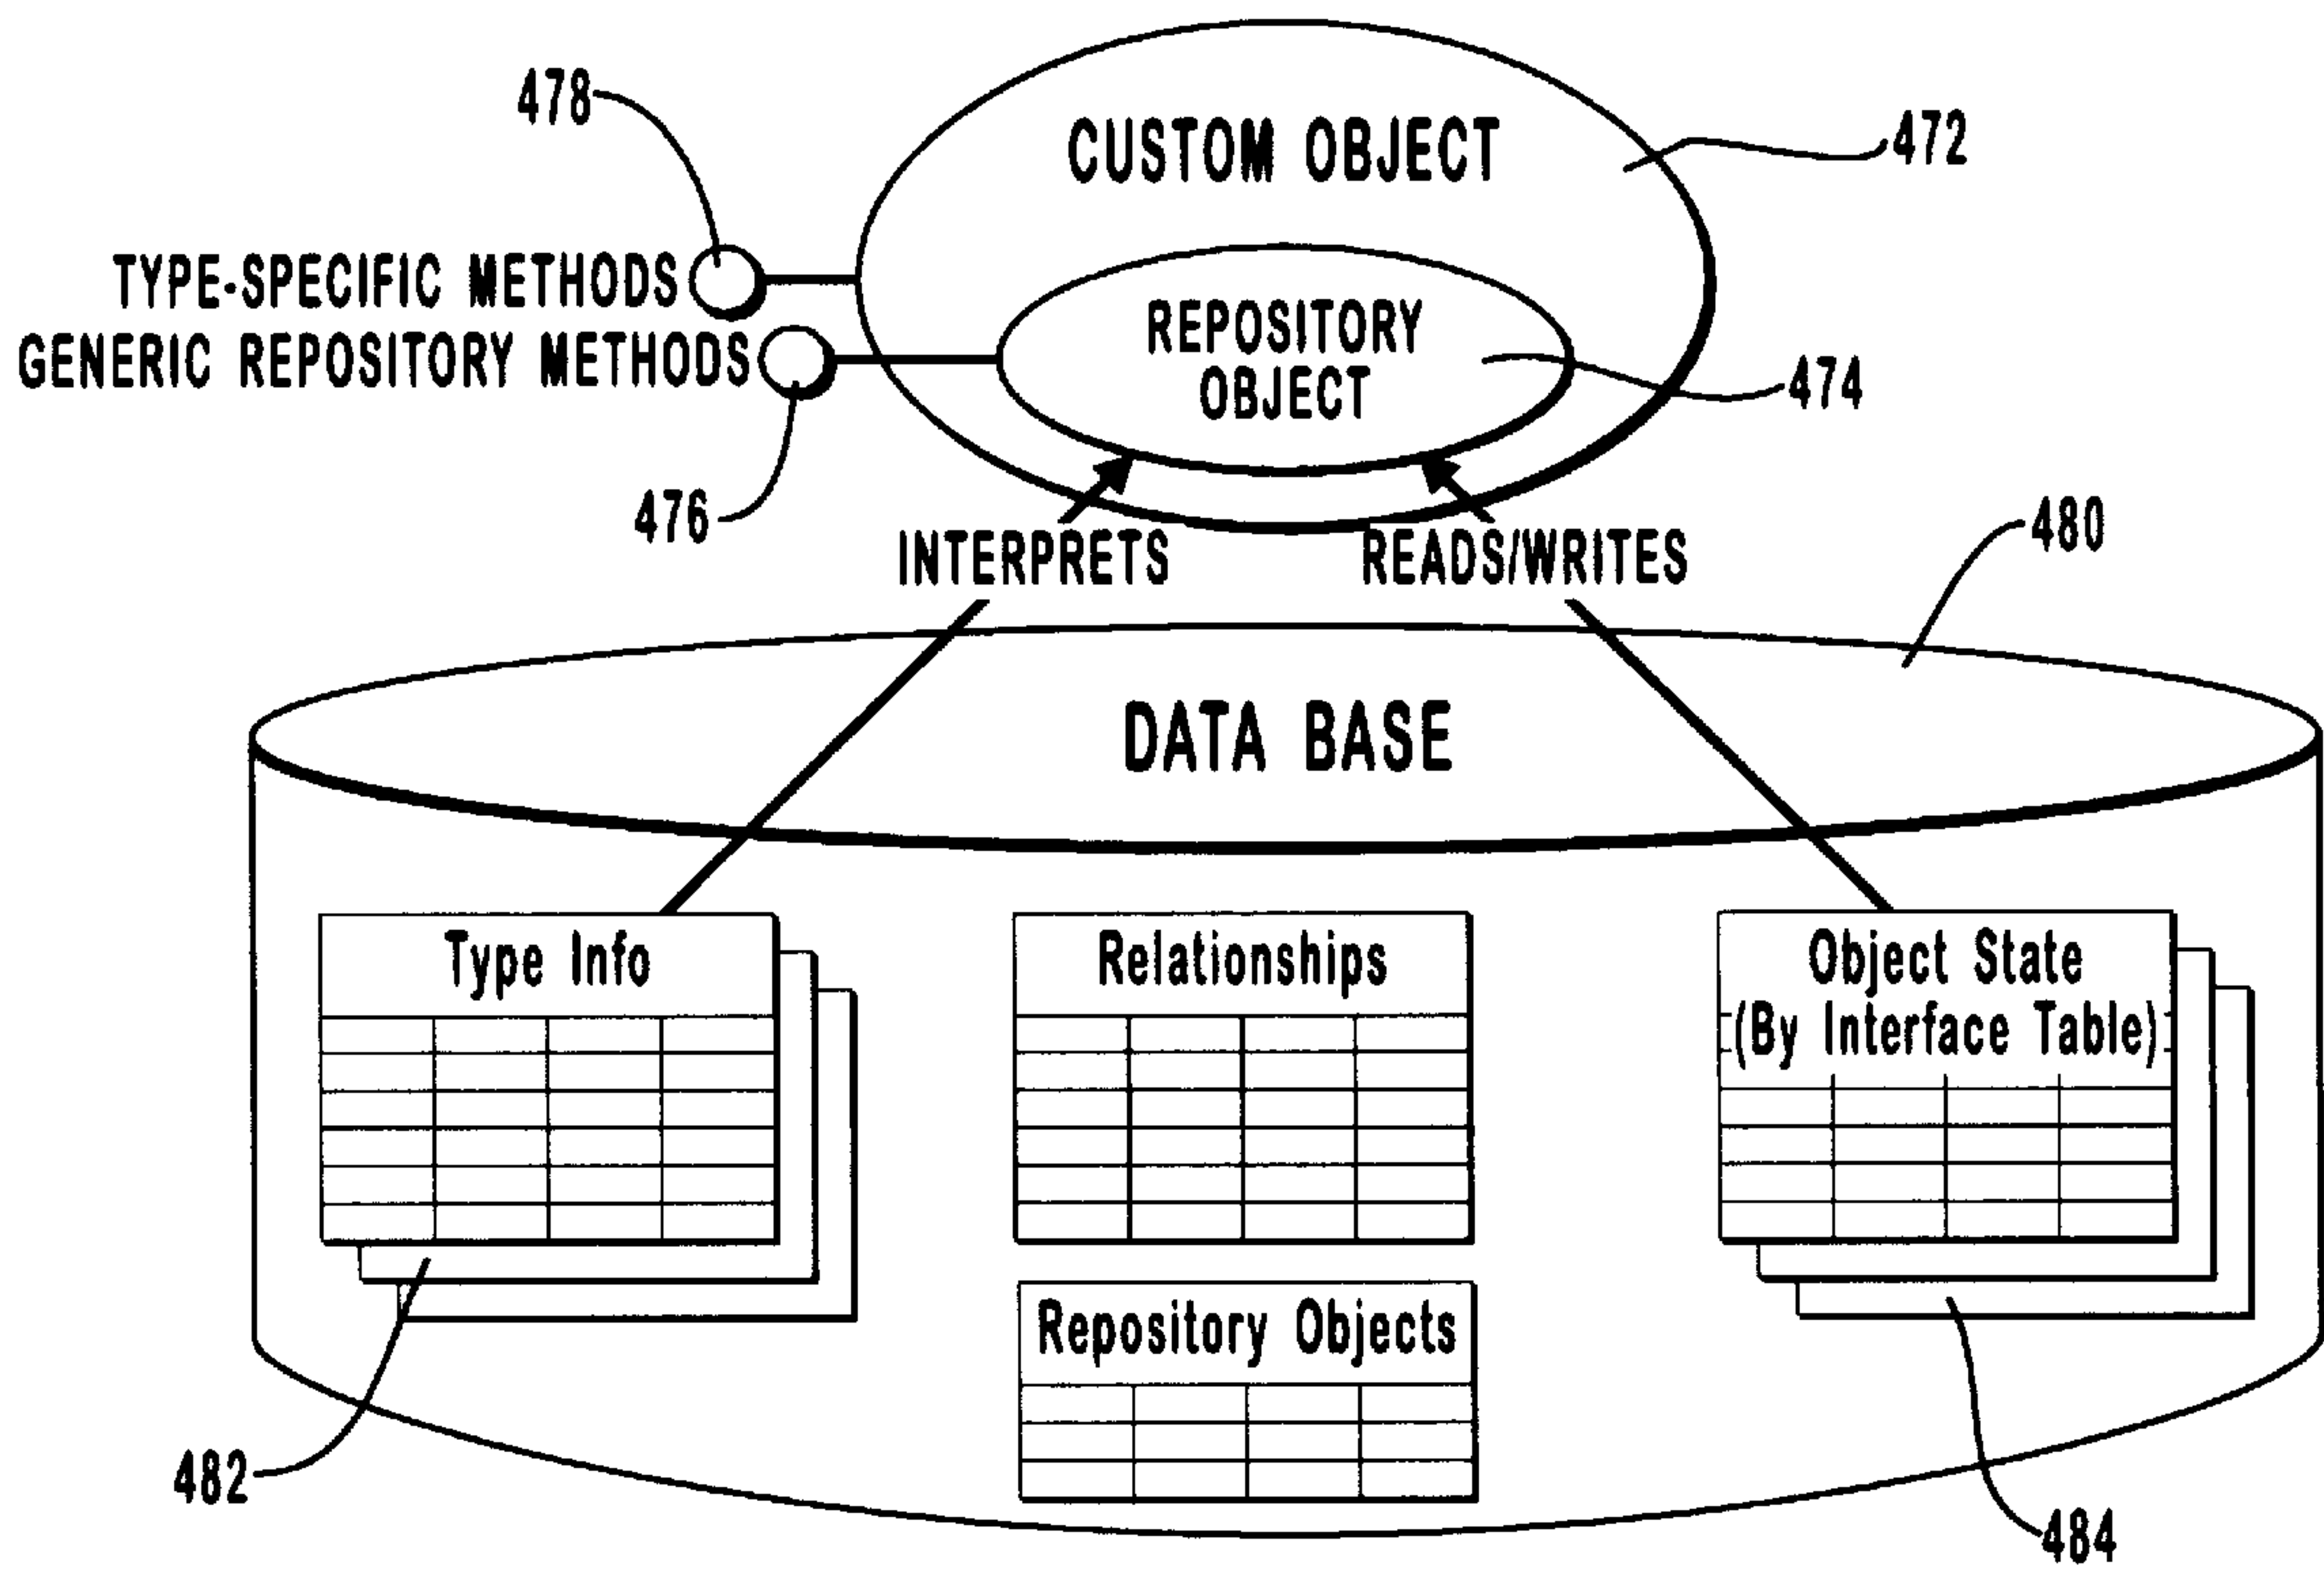 478
CUSTOM OBJECT
472
TYPE-SPECIFIC METHODS
GENERIC REPOSITORY METHODS
REPOSITORY
OBJECT
474
476
INTERPRETS
READS/WRITES
480
DATA BASE
Type Info
Relationships
Object State
(By Interface Table)
Repository Objects
482
484